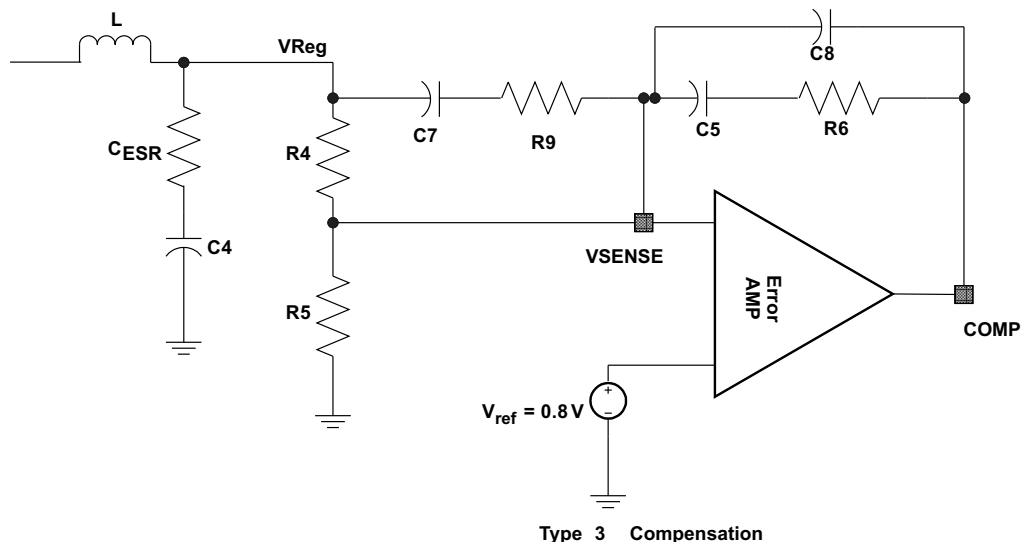 L
VReg
C8
C7
R9
C5
R6
CESR
R4
C4
VSENSE
Error
AMP
R5
COMP
Vref = 0.8 V
+
−
Type 3 Compensation